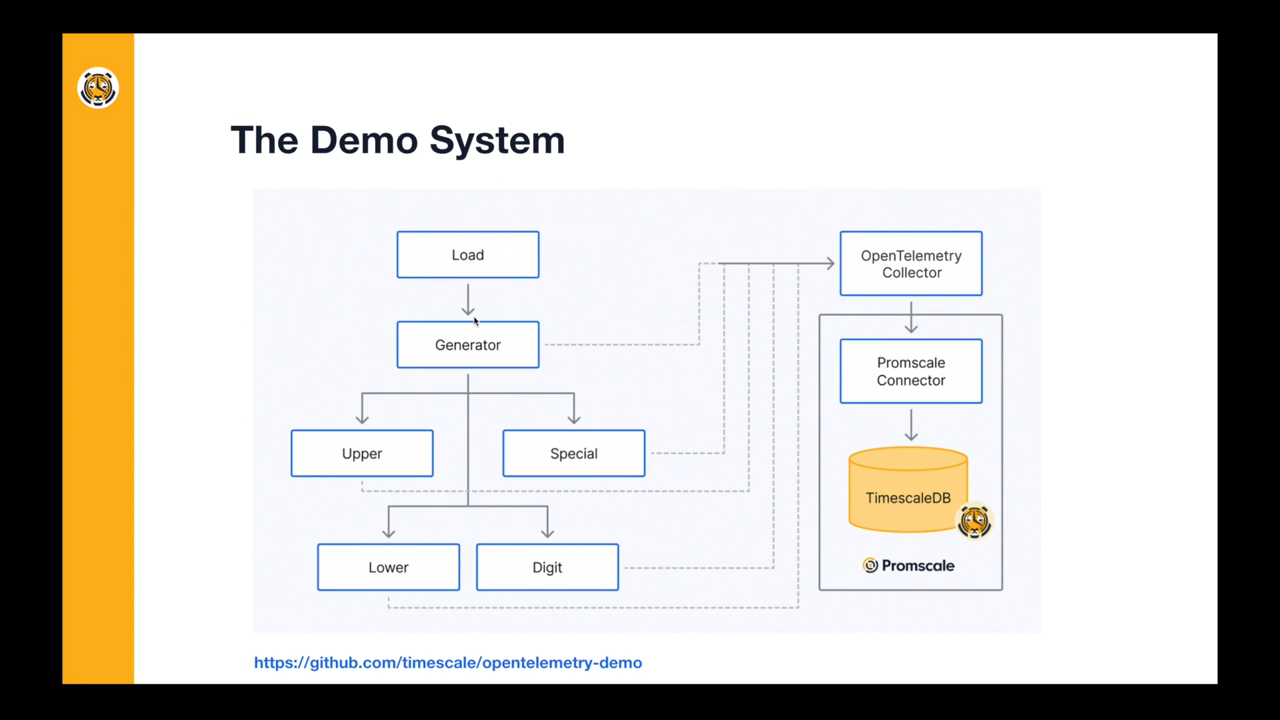 The Demo System
Load
OpenTelemetry
Collector
Generator
Promscale
Connector
Upper
Special
TimescaleDB
Lower
Digit
Promscale
https://github.com/timescale/opentelemetry-demo